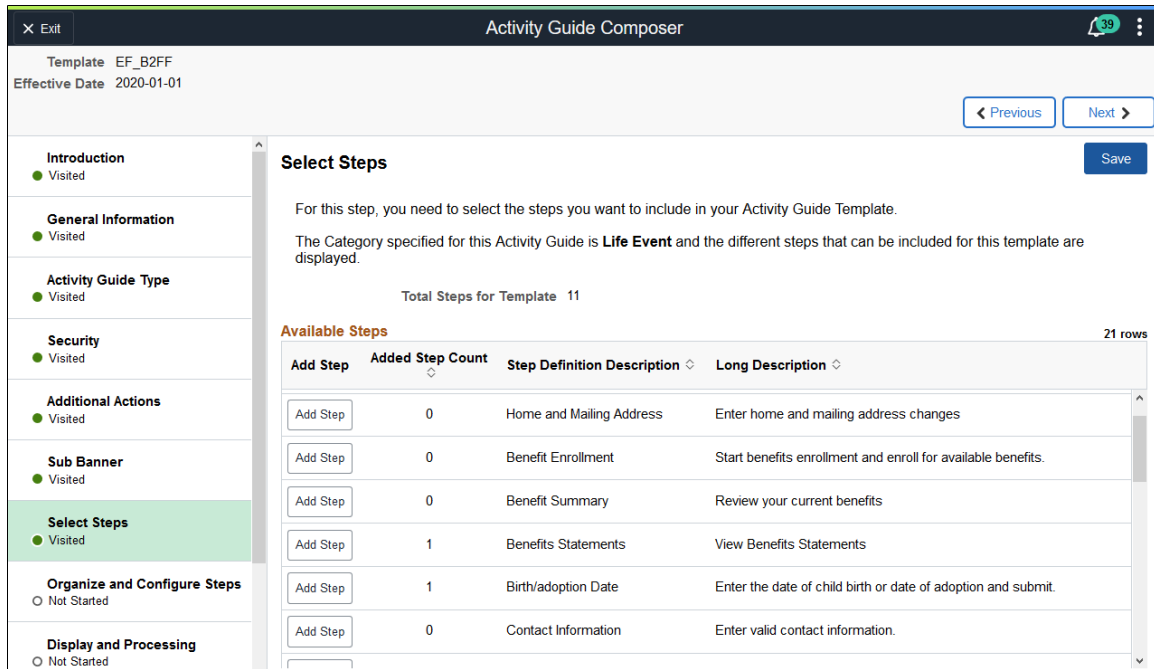 Exit
Activity Guide Composer
39
Template EF_B2FF
Effective Date 2020-01-01
Previous
Next
Introduction
Visited
General Information
Visited
Activity Guide Type
Visited
Security
Visited
Additional Actions
Visited
Sub Banner
Visited
Select Steps
Visited
Organize and Configure Steps
Not Started
Display and Processing
Not Started
Select Steps
Save
For this step, you need to select the steps you want to include in your Activity Guide Template.
The Category specified for this Activity Guide is Life Event and the different steps that can be included for this template are
displayed.
Total Steps for Template 11
Available Steps
21 rows
Add Step Added Step Count Step Definition Description Long Description
Add Step 0 Home and Mailing Address Enter home and mailing address changes
Add Step 0 Benefit Enrollment Start benefits enrollment and enroll for available benefits.
Add Step 0 Benefit Summary Review your current benefits
Add Step 1 Benefits Statements View Benefits Statements
Add Step 1 Birth/adoption Date Enter the date of child birth or date of adoption and submit.
Add Step 0 Contact Information Enter valid contact information.